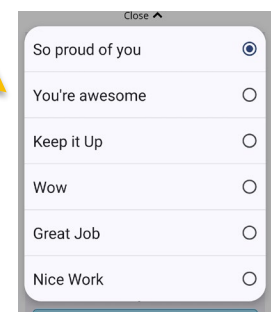 Close
So proud of you
You're awesome
Keep it Up
Wow
Great Job
Nice Work